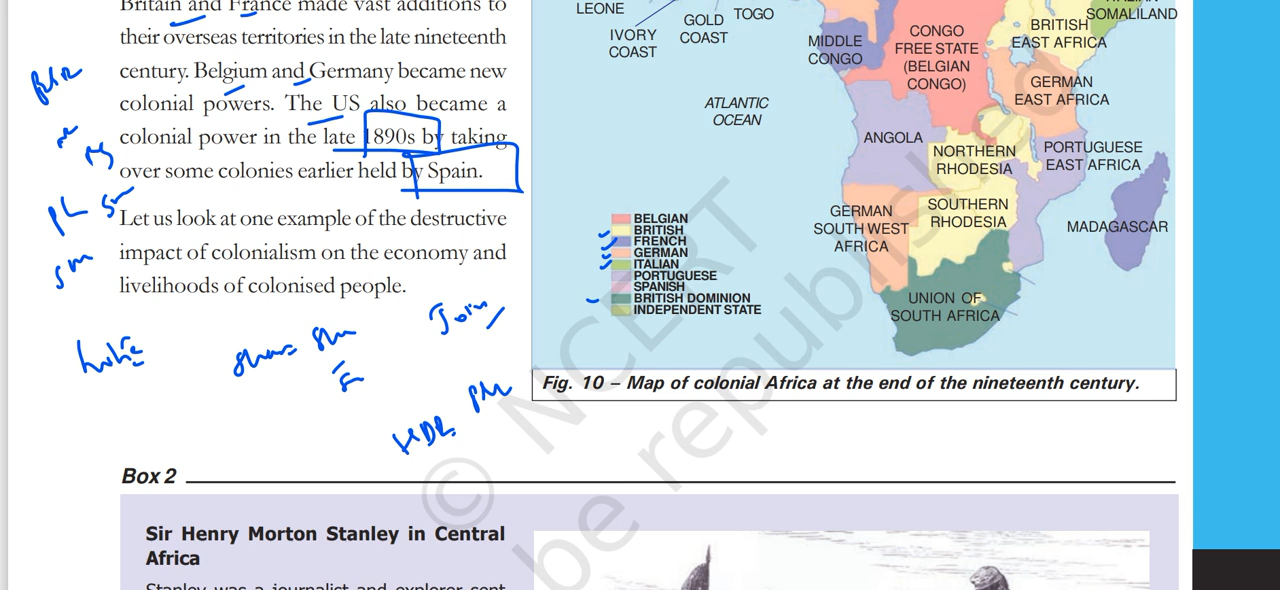 Britain and France made vast additions to
their overseas territories in the late nineteenth
century. Belgium and Germany became new
colonial powers. The US also became a
colonial power in the late 1890s by taking
over some colonies earlier held by Spain.
Let us look at one example of the destructive
impact of colonialism on the economy and
livelihoods of colonised people.
LEONE
IVORY
COAST
GOLD
COAST
TOGO
MIDDLE
CONGO
CONGO
FREE STATE
(BELGIAN
CONGO)
BRITISH
EAST AFRICA
SOMALILAND
GERMAN
EAST AFRICA
ATLANTIC
OCEAN
ANGOLA
NORTHERN
RHODESIA
PORTUGUESE
EAST AFRICA
GERMAN
SOUTH WEST
AFRICA
SOUTHERN
RHODESIA
MADAGASCAR
UNION OF
SOUTH AFRICA
BELGIAN
BRITISH
FRENCH
GERMAN
ITALIAN
PORTUGUESE
SPANISH
BRITISH DOMINION
INDEPENDENT STATE
Fig. 10 – Map of colonial Africa at the end of the nineteenth century.
© NCERT
be republished
HDR
Box 2
Sir Henry Morton Stanley in Central
Africa
Stanley was a journalist and explorer sent